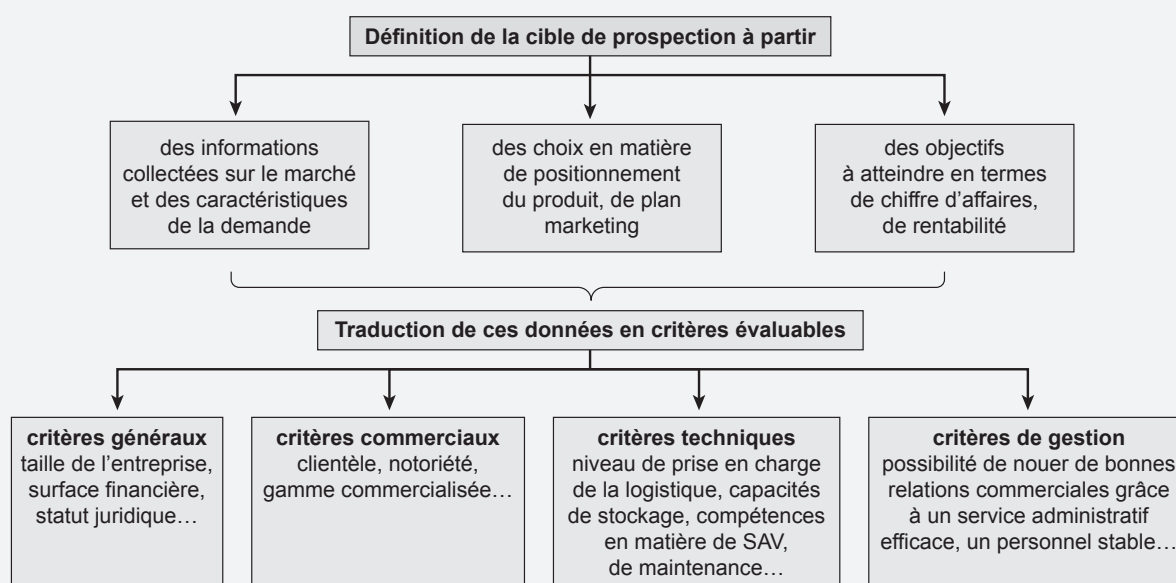 Définition de la cible de prospection à partir
des informations
collectées sur le marché
et des caractéristiques
de la demande
des choix en matière
de positionnement
du produit, de plan
marketing
des objectifs
à atteindre en termes
de chiffre d’affaires,
de rentabilité
Traduction de ces données en critères évaluables
critères généraux
taille de l’entreprise,
surface financière,
statut juridique…
critères commerciaux
clientèle, notoriété,
gamme commercialisée…
critères techniques
niveau de prise en charge
de la logistique, capacités
de stockage, compétences
en matière de SAV,
de maintenance…
critères de gestion
possibilité de nouer de bonnes
relations commerciales grâce
à un service administratif
efficace, un personnel stable…